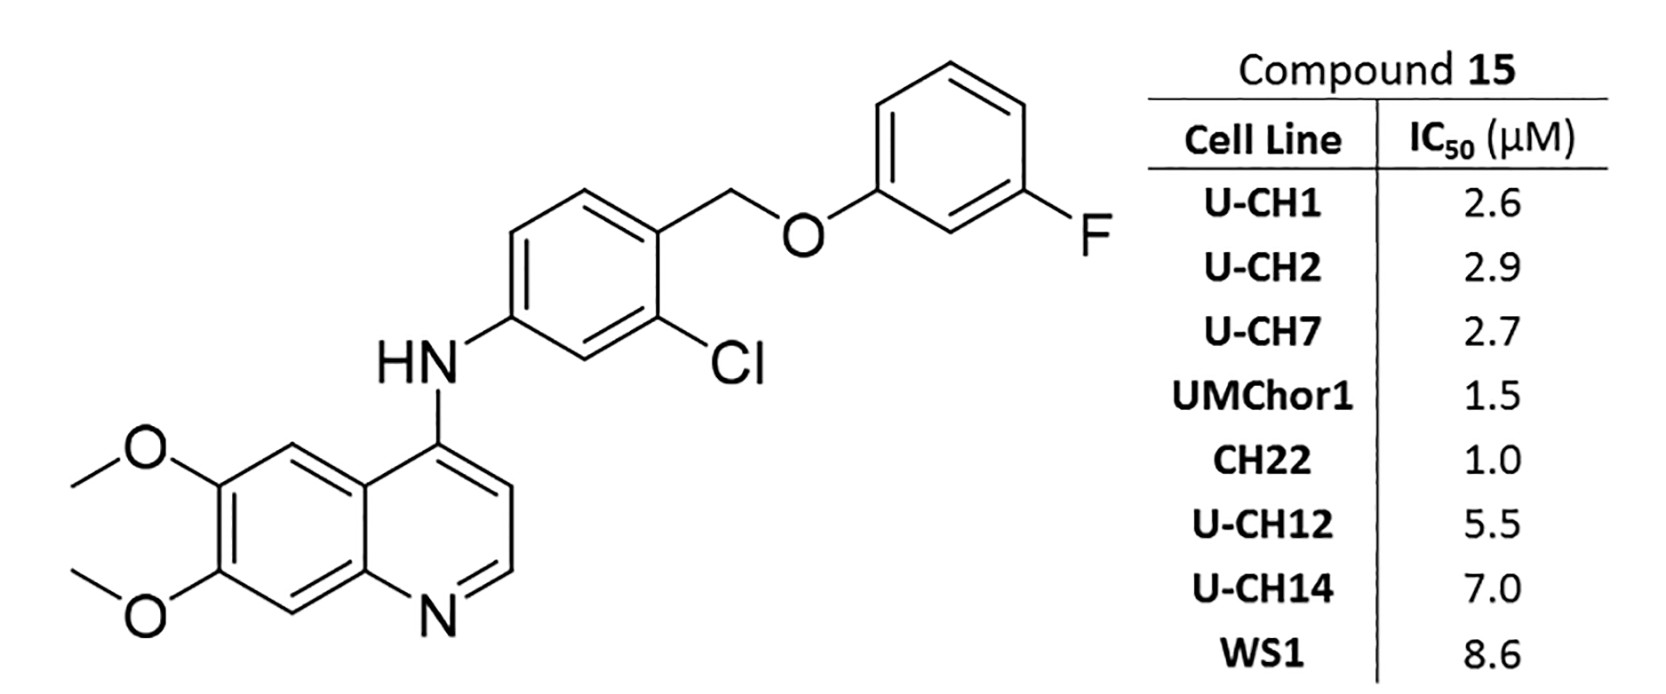 Compound 15
Cell Line IC50 (µM)
U-CH1 2.6
U-CH2 2.9
U-CH7 2.7
UMChor1 1.5
CH22 1.0
U-CH12 5.5
U-CH14 7.0
WS1 8.6
O
F
HN
Cl
O
O
N